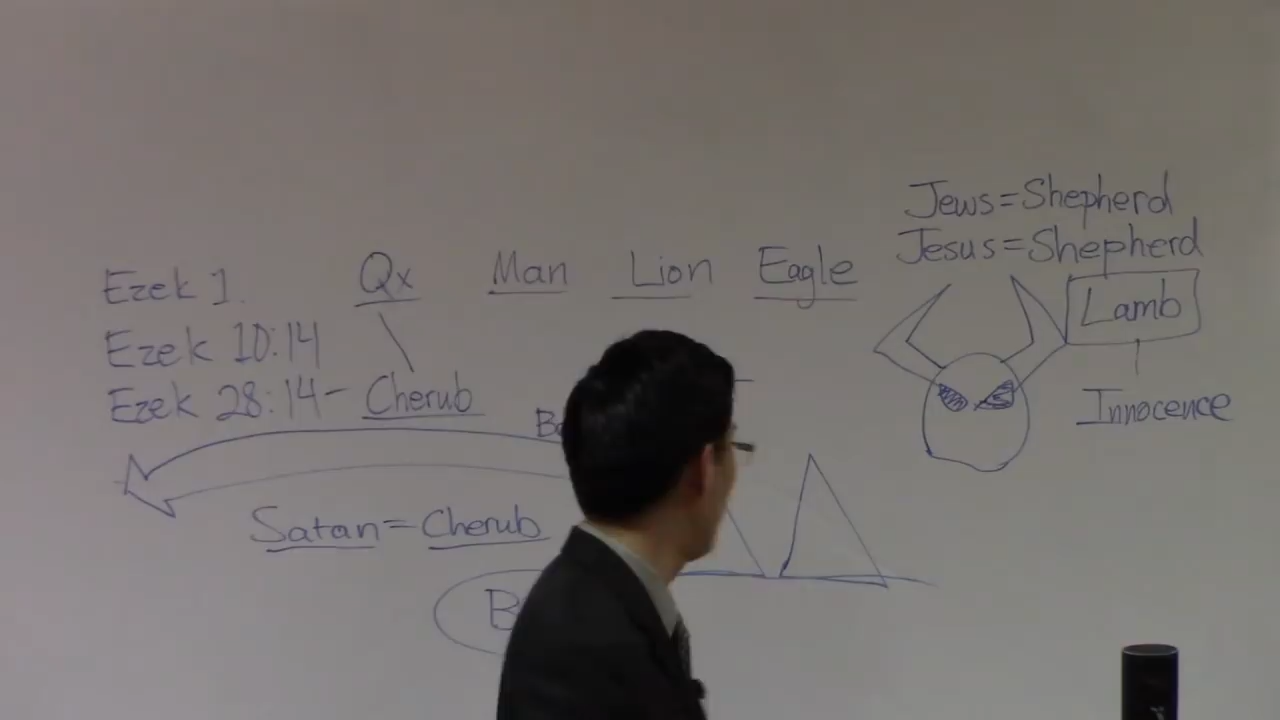 Jews=Shepherd
Jesus=Shepherd
Ezek 1. Ox Man Lion Eagle
Lamb
Ezek 10:14
Ezek 28:14- Cherub
Innocence
Satan=Cherub